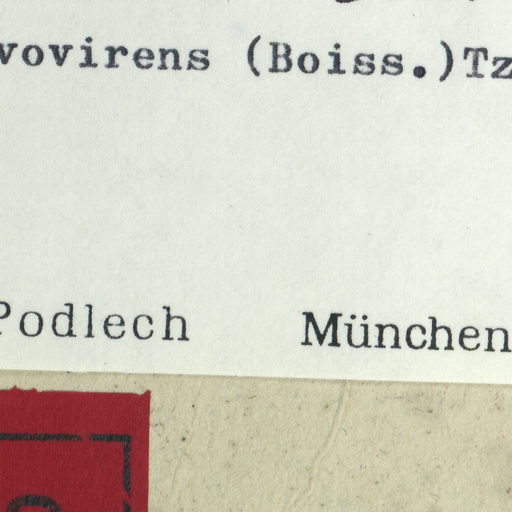 vovirens (Boiss.)Tz
Podlech München